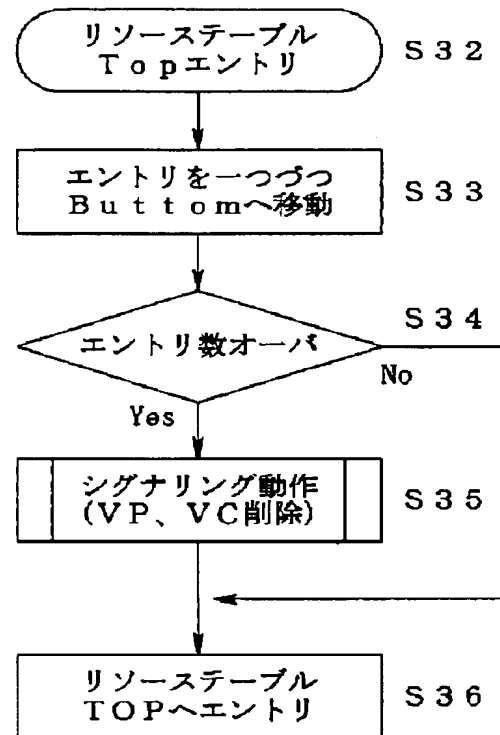 リソーステーブル
Ｔｏｐエントリ
Ｓ３２
エントリを一つづつ
Ｂｕｔｔｏｍへ移動
Ｓ３３
エントリ数オーバ
Ｓ３４
No
Yes
シグナリング動作
(ＶＰ、ＶＣ削除)
Ｓ３５
リソーステーブル
ＴＯＰへエントリ
Ｓ３６